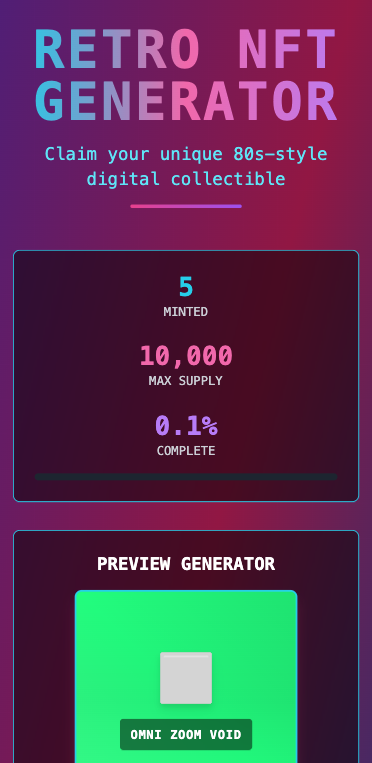 RETRO NFT
GENERATOR
Claim your unique 80s-style
digital collectible
5
MINTED
10,000
MAX SUPPLY
0.1%
COMPLETE
PREVIEW GENERATOR
OMNI ZOOM VOID